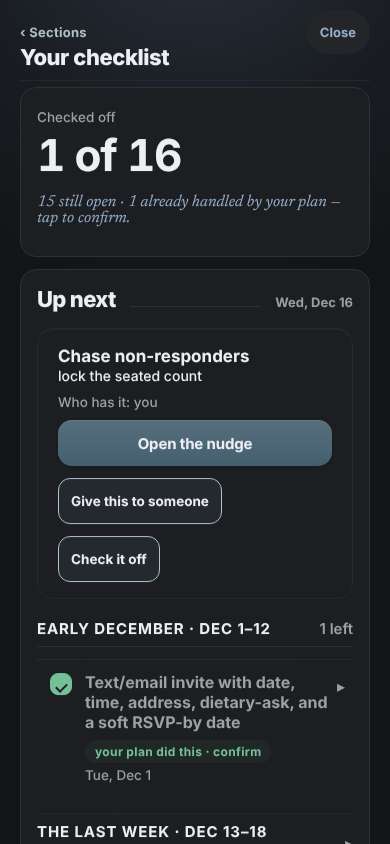 ‹ Sections
Close
Your checklist
Checked off
1 of 16
15 still open · 1 already handled by your plan –
tap to confirm.
Up next
Wed, Dec 16
Chase non-responders
lock the seated count
Who has it: you
Open the nudge
Give this to someone
Check it off
EARLY DECEMBER · DEC 1–12
1 left
Text/email invite with date,
time, address, dietary-ask, and
a soft RSVP-by date
your plan did this · confirm
Tue, Dec 1
THE LAST WEEK · DEC 13–18